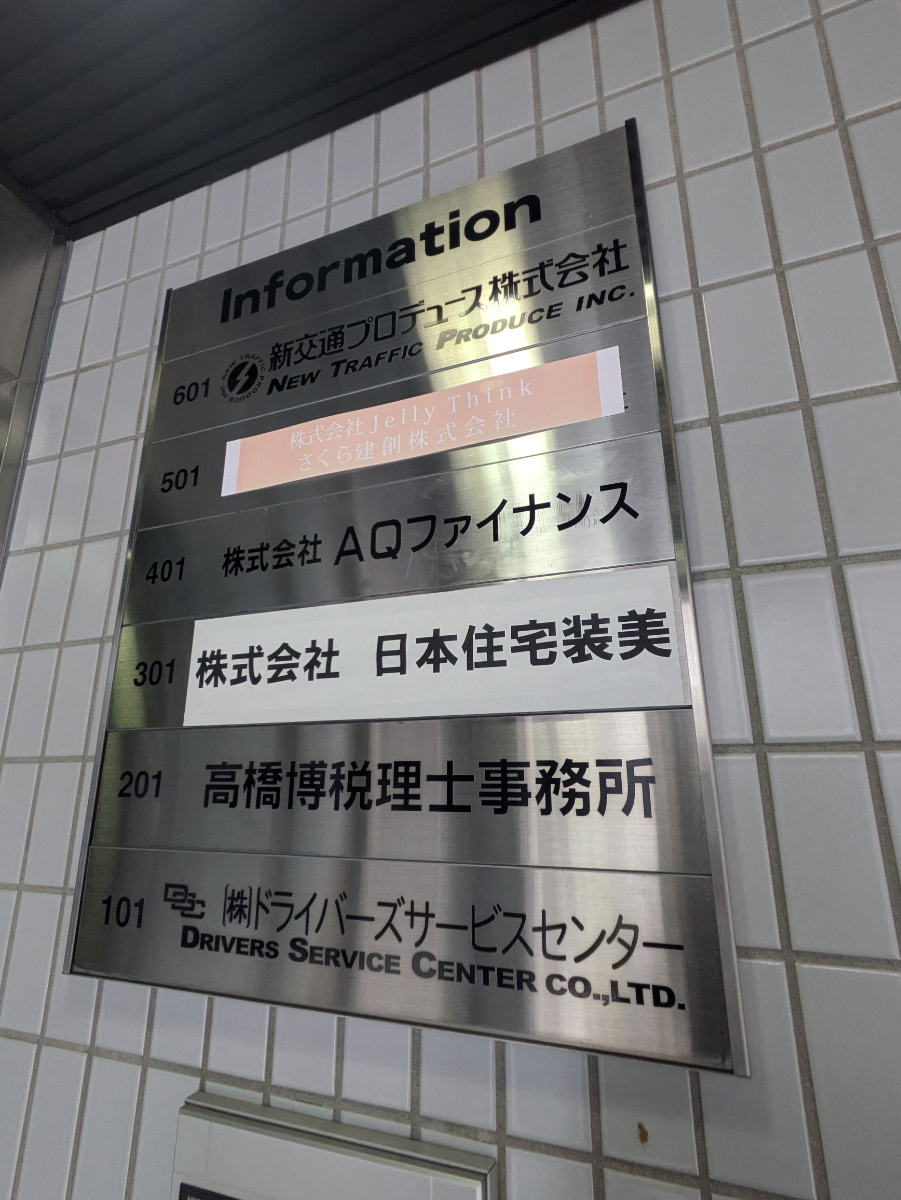 Information
601 新交通プロデュース株式会社
NEW TRAFFIC PRODUCE INC.
501 株式会社Jelly Think
さくら建創株式会社
401 株式会社 AQファイナンス
301 株式会社 日本住宅装美
201 高橋博税理士事務所
101 DSC (株)ドライバーズサービスセンター
DRIVERS SERVICE CENTER CO.,LTD.